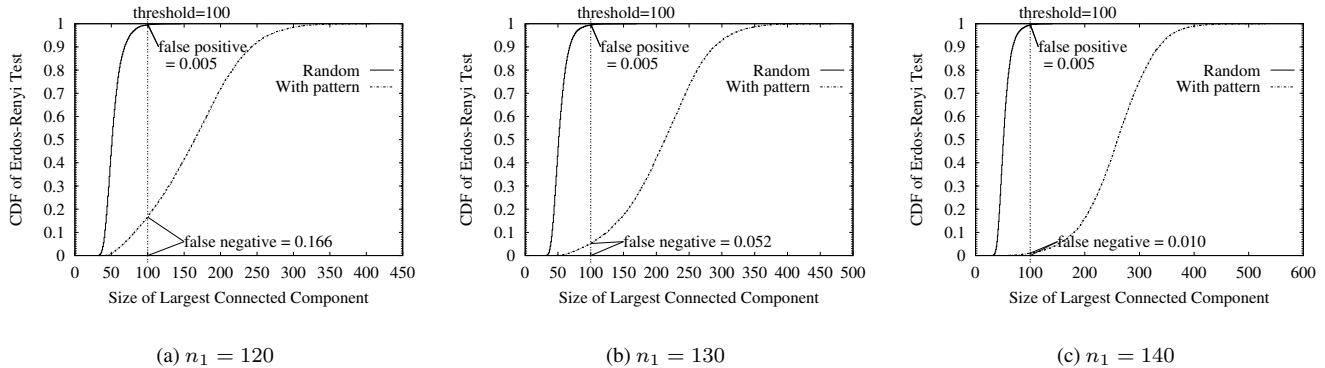 threshold=100
1
0.9
0.8
0.7
0.6
0.5
0.4
0.3
0.2
0.1
0
CDF of Erdos-Renyi Test
false positive
= 0.005
Random
With pattern
false negative = 0.166
0 50 100 150 200 250 300 350 400 450
Size of Largest Connected Component
(a) n₁ = 120
threshold=100
1
0.9
0.8
0.7
0.6
0.5
0.4
0.3
0.2
0.1
0
CDF of Erdos-Renyi Test
false positive
= 0.005
Random
With pattern
false negative = 0.052
0 50 100 150 200 250 300 350 400 450 500
Size of Largest Connected Component
(b) n₁ = 130
threshold=100
1
0.9
0.8
0.7
0.6
0.5
0.4
0.3
0.2
0.1
0
CDF of Erdos-Renyi Test
false positive
= 0.005
Random
With pattern
false negative = 0.010
0 100 200 300 400 500 600
Size of Largest Connected Component
(c) n₁ = 140